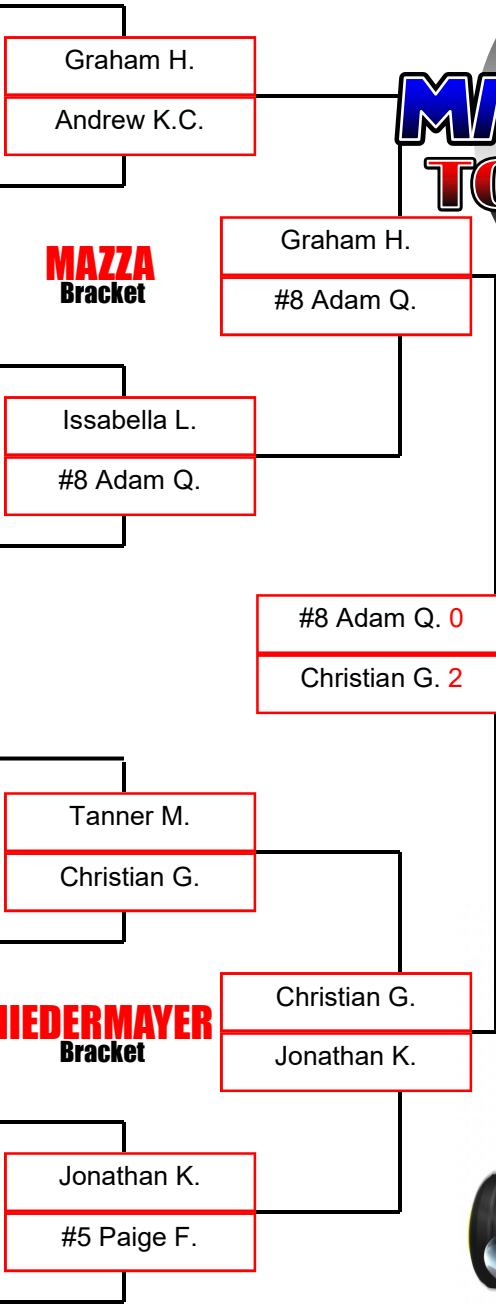 Graham H.
Andrew K.C.
MAZZA
Bracket
Graham H.
#8 Adam Q.
Issabella L.
#8 Adam Q.
#8 Adam Q. 0
Christian G. 2
Tanner M.
Christian G.
Christian G.
Jonathan K.
Bracket
Jonathan K.
#5 Paige F.